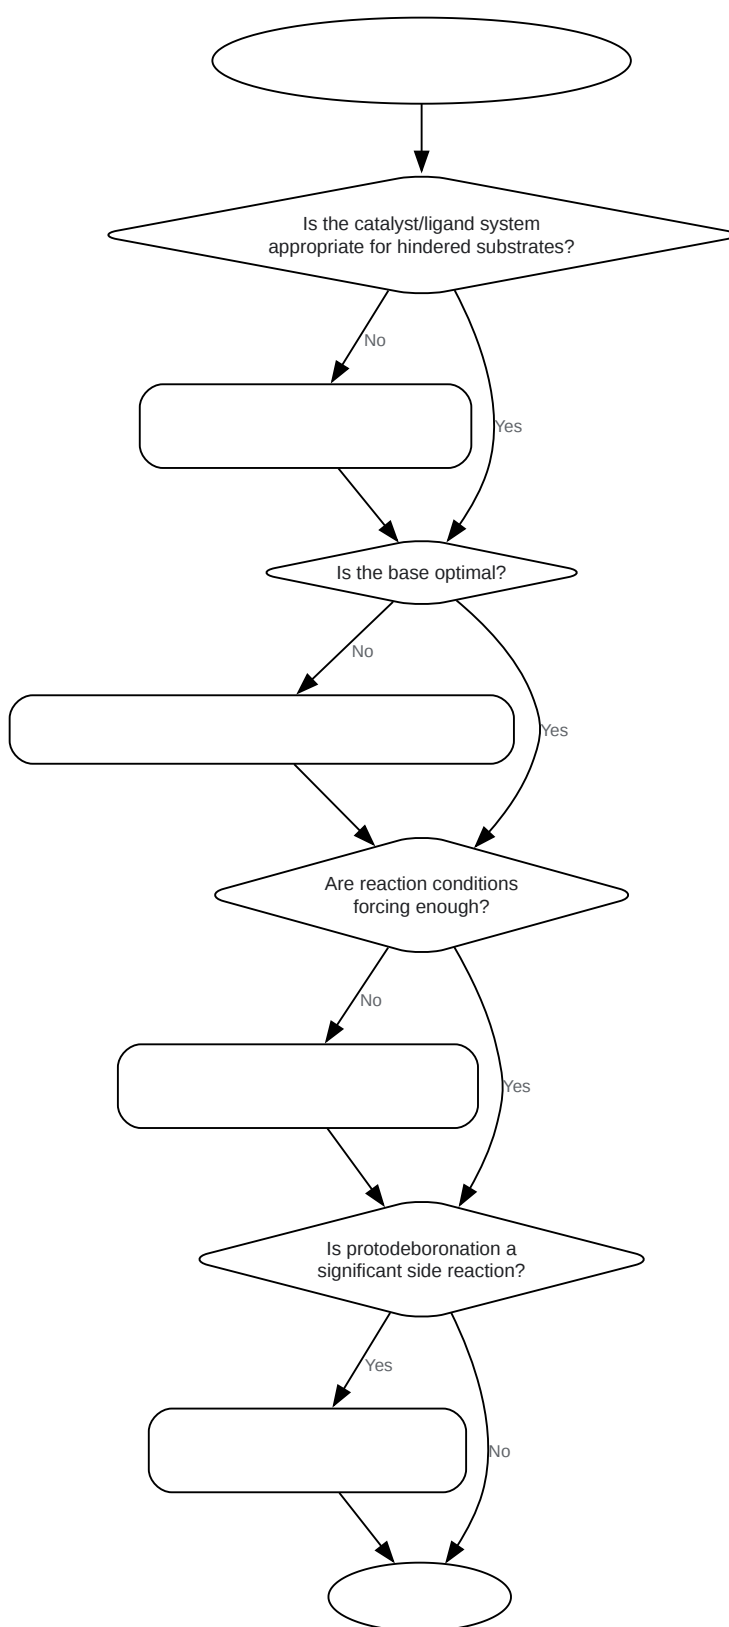 Is the catalyst/ligand system
appropriate for hindered substrates?
No
Yes
Is the base optimal?
No
Yes
Are reaction conditions
forcing enough?
No
Yes
Is protodeboronation a
significant side reaction?
Yes
No